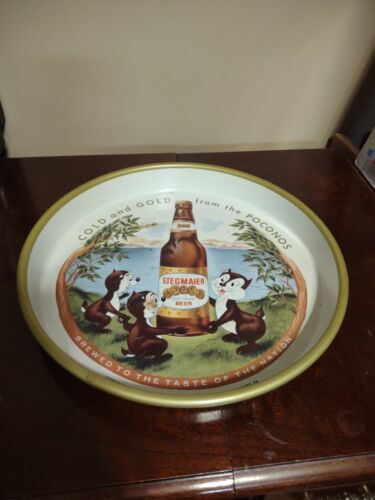 COLD and GOLD from the POCONOS
STEGMAIER
BEER
BREWED TO THE TASTE OF THE NATION